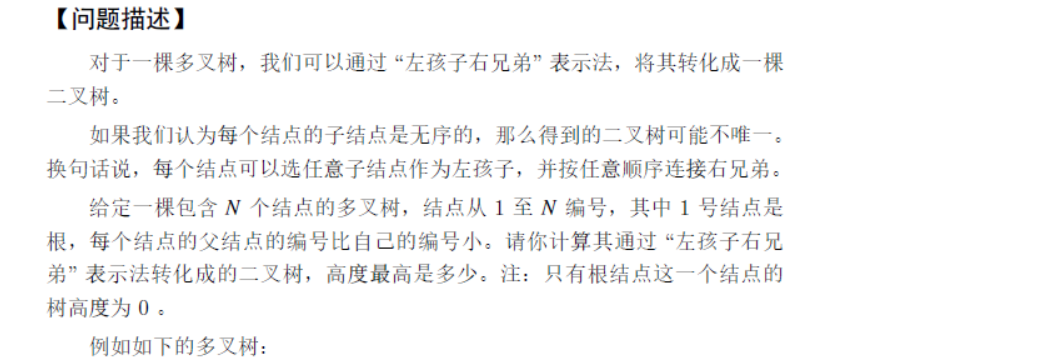 【问题描述】
对于一棵多叉树，我们可以通过 “左孩子右兄弟” 表示法，将其转化成一棵
二叉树。
如果我们认为每个结点的子结点是无序的，那么得到的二叉树可能不唯一。
换句话说，每个结点可以选任意子结点作为左孩子，并按任意顺序连接右兄弟。
给定一棵包含 N 个结点的多叉树，结点从 1 至 N 编号，其中 1 号结点是
根，每个结点的父结点的编号比自己的编号小。请你计算其通过 “左孩子右兄
弟” 表示法转化成的二叉树，高度最高是多少。注：只有根结点这一个结点的
树高度为 0 。
例如如下的多叉树：